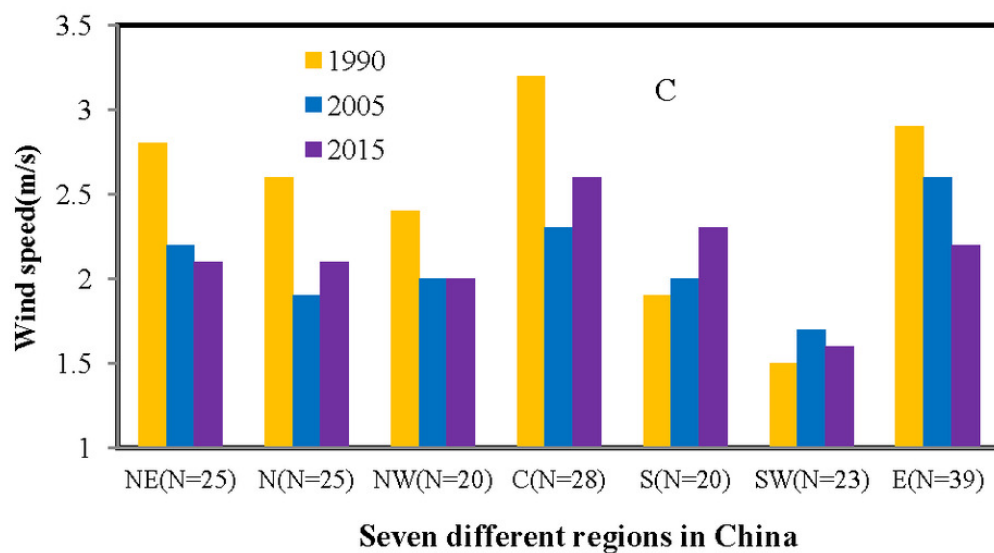 3.5
3
2.5
2
1.5
1
Wind speed(m/s)
1990
2005
2015
C
NE(N=25) N(N=25) NW(N=20) C(N=28) S(N=20) SW(N=23) E(N=39)
Seven different regions in China